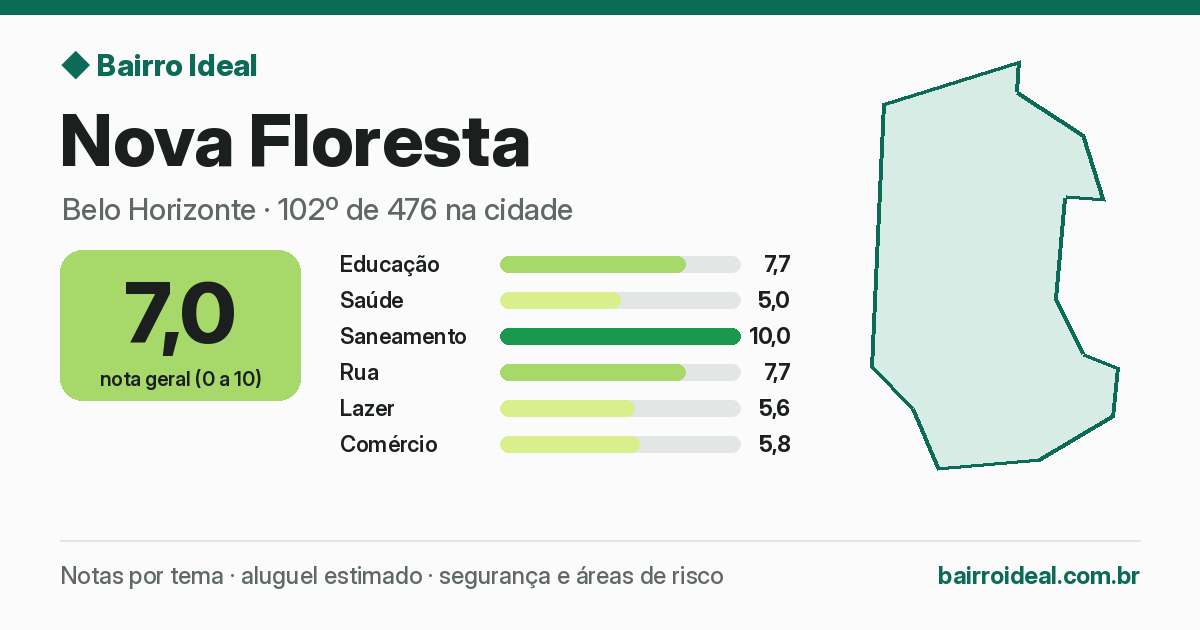 Bairro Ideal
Nova Floresta
Belo Horizonte · 102º de 476 na cidade
7,0
nota geral (0 a 10)
Educação 7,7
Saúde 5,0
Saneamento 10,0
Rua 7,7
Lazer 5,6
Comércio 5,8
Notas por tema · aluguel estimado · segurança e áreas de risco
bairroideal.com.br